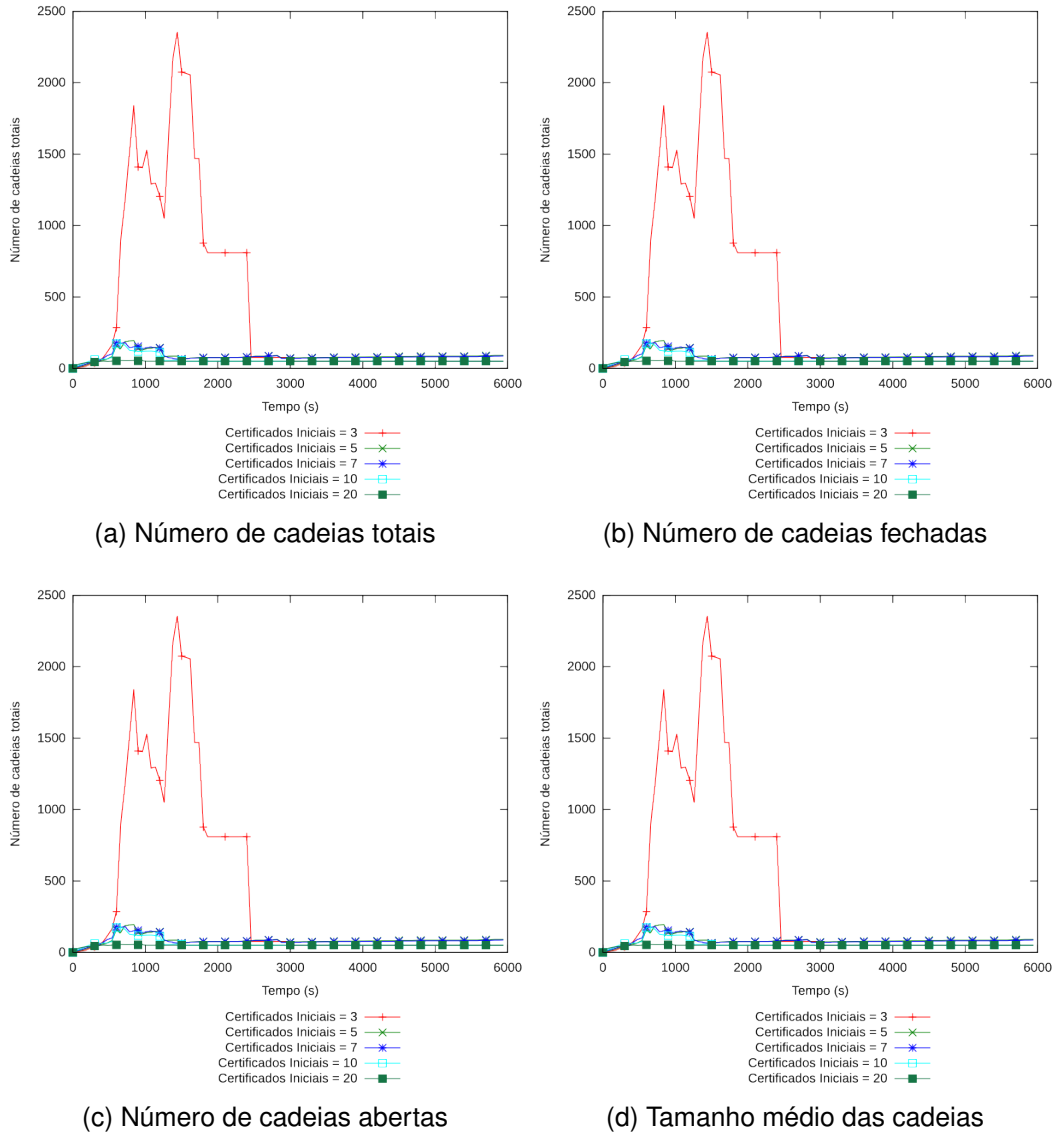 2500
2000
1500
1000
500
0
Número de cadeias totais
0 1000 2000 3000 4000 5000 6000
Tempo (s)
Certificados Iniciais = 3
Certificados Iniciais = 5
Certificados Iniciais = 7
Certificados Iniciais = 10
Certificados Iniciais = 20
(a) Número de cadeias totais
2500
2000
1500
1000
500
0
Número de cadeias totais
0 1000 2000 3000 4000 5000 6000
Tempo (s)
Certificados Iniciais = 3
Certificados Iniciais = 5
Certificados Iniciais = 7
Certificados Iniciais = 10
Certificados Iniciais = 20
(b) Número de cadeias fechadas
2500
2000
1500
1000
500
0
Número de cadeias totais
0 1000 2000 3000 4000 5000 6000
Tempo (s)
Certificados Iniciais = 3
Certificados Iniciais = 5
Certificados Iniciais = 7
Certificados Iniciais = 10
Certificados Iniciais = 20
(c) Número de cadeias abertas
2500
2000
1500
1000
500
0
Número de cadeias totais
0 1000 2000 3000 4000 5000 6000
Tempo (s)
Certificados Iniciais = 3
Certificados Iniciais = 5
Certificados Iniciais = 7
Certificados Iniciais = 10
Certificados Iniciais = 20
(d) Tamanho médio das cadeias